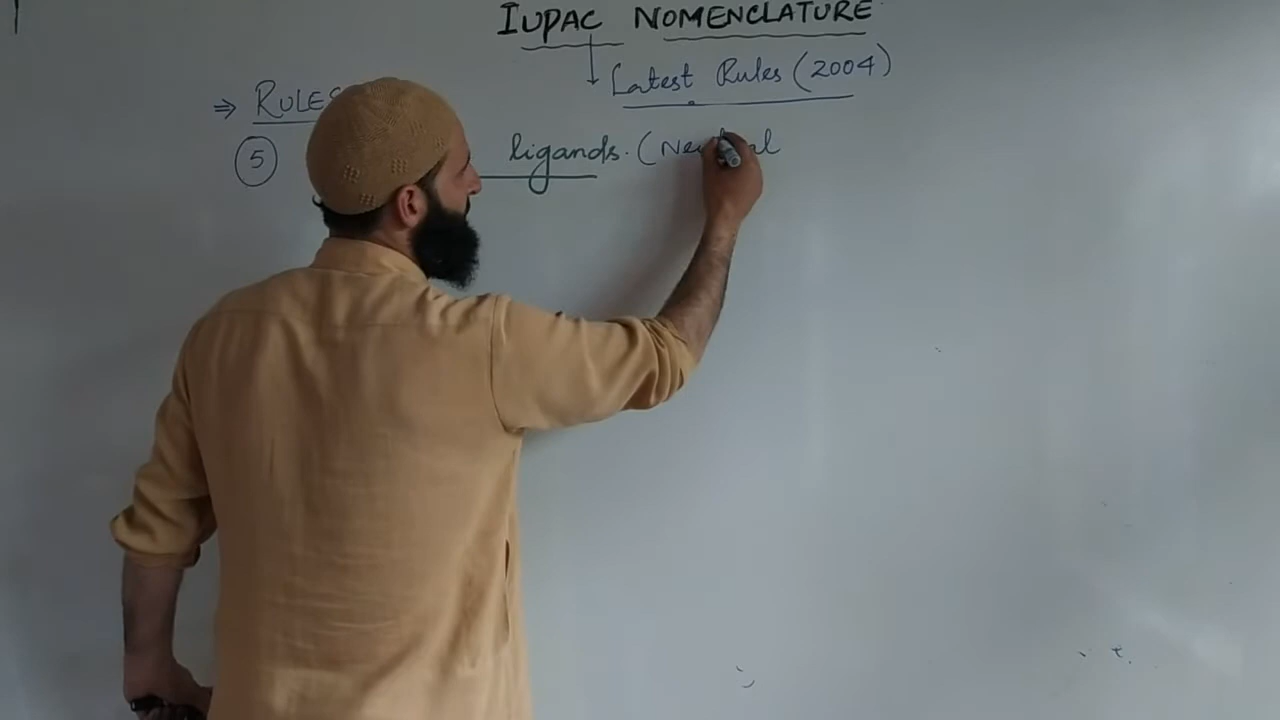 IUPAC NOMENCLATURE
Latest Rules (2004)
⇒ RULES
5 ligands. (Neutral